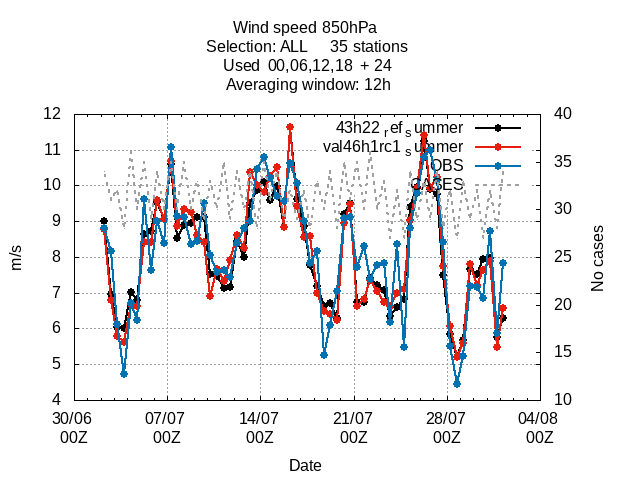 Wind speed 850hPa
Selection: ALL 35 stations
Used 00,06,12,18 + 24
Averaging window: 12h
43h22_ref_summer
val46h1rc1_summer
OBS
CASES
12
11
10
9
8
7
6
5
4
m/s
40
35
30
25
20
15
10
No cases
30/06 07/07 14/07 21/07 28/07 04/08
00Z 00Z 00Z 00Z 00Z 00Z
Date